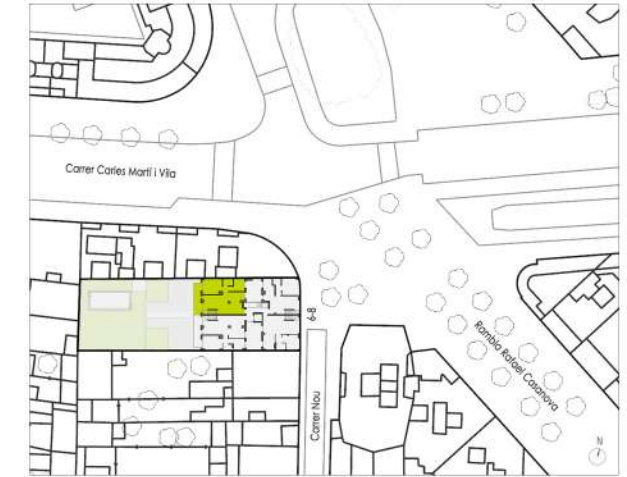 Carrer Carles Martí i Vila
6-8
Rambla Rafael Casanova
Carrer Nou
N